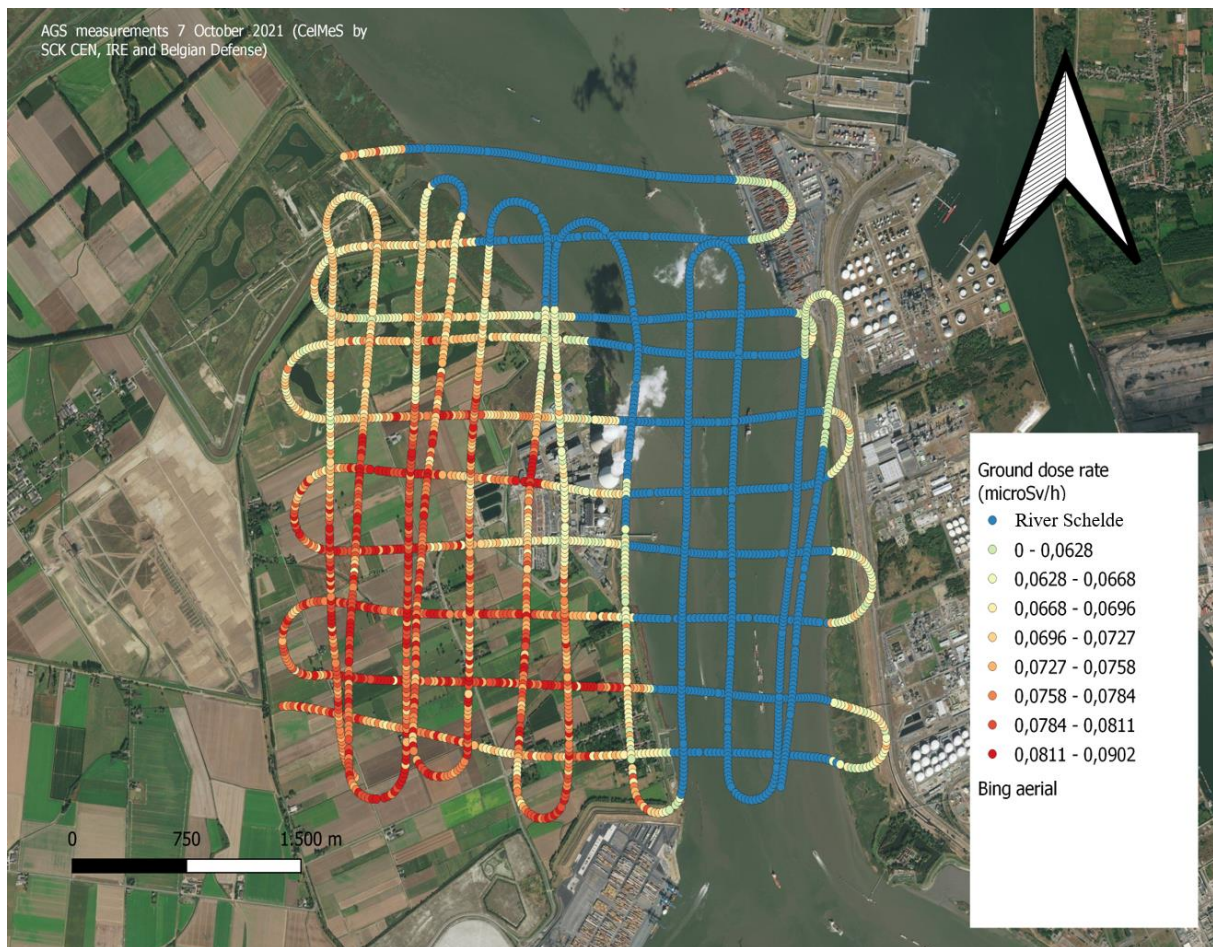 AGS measurements 7 October 2021 (CelMeS by
SCK CEN, IRE and Belgian Defense)
Ground dose rate
(microSv/h)
River Schelde
0 - 0,0628
0,0628 - 0,0668
0,0668 - 0,0696
0,0696 - 0,0727
0,0727 - 0,0758
0,0758 - 0,0784
0,0784 - 0,0811
0,0811 - 0,0902
Bing aerial
0 750 1.500 m